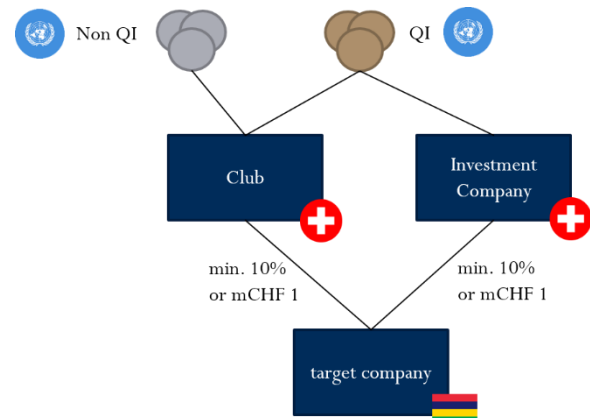 Non QI
QI
Club
Investment
Company
min. 10%
or mCHF 1
min. 10%
or mCHF 1
target company